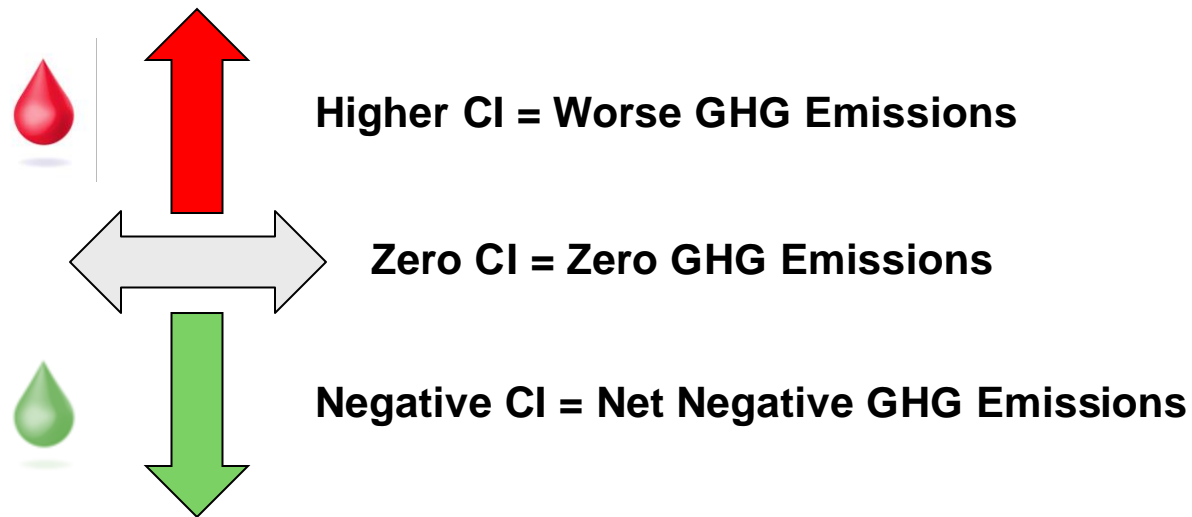 Higher CI = Worse GHG Emissions
Zero CI = Zero GHG Emissions
Negative CI = Net Negative GHG Emissions